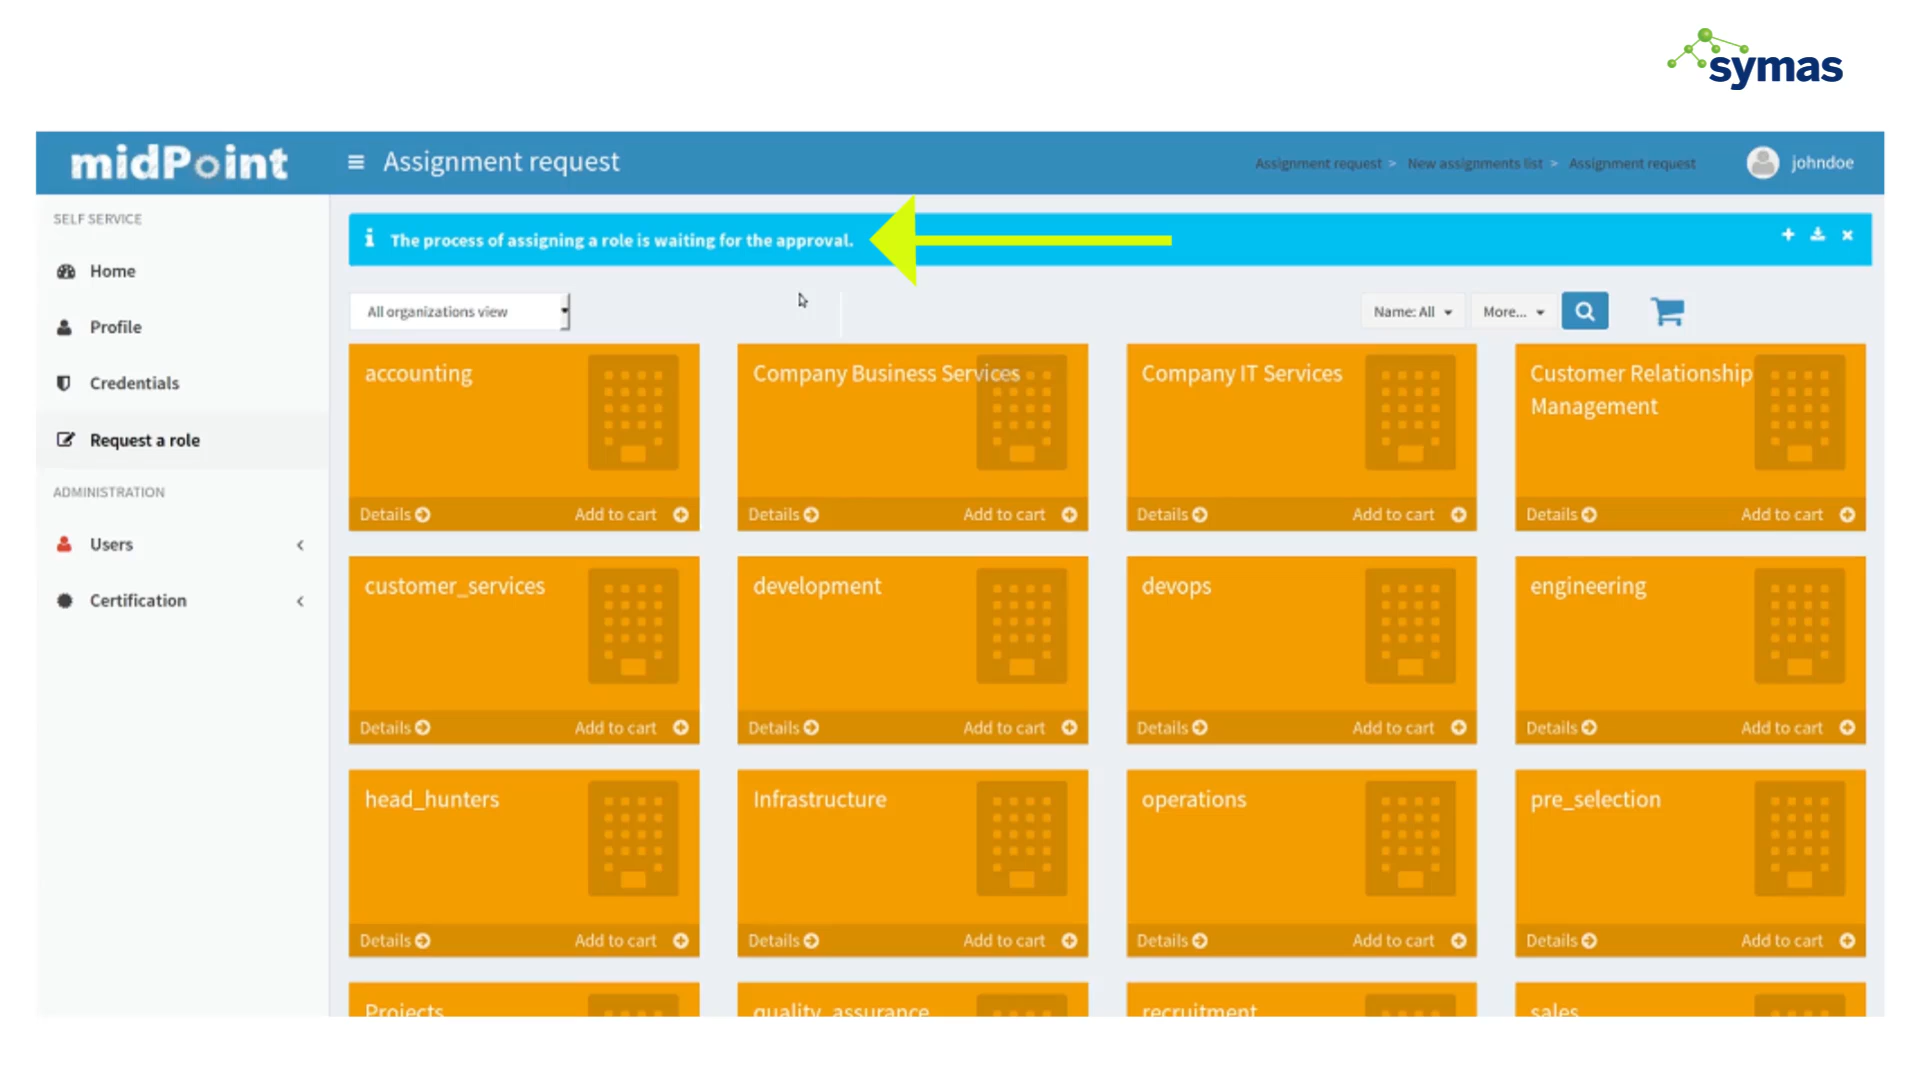 symas
midPoint
Assignment request
Assignment request > New assignments list > Assignment request
johndoe
SELF SERVICE
Home
Profile
Credentials
Request a role
ADMINISTRATION
Users
Certification
The process of assigning a role is waiting for the approval.
All organizations view
Name: All
More...
accounting
Details
Add to cart
Company Business Services
Details
Add to cart
Company IT Services
Details
Add to cart
Customer Relationship
Management
Details
Add to cart
customer_services
Details
Add to cart
development
Details
Add to cart
devops
Details
Add to cart
engineering
Details
Add to cart
head_hunters
Details
Add to cart
Infrastructure
Details
Add to cart
operations
Details
Add to cart
pre_selection
Details
Add to cart
Projects
quality_assurance
recruitment
sales